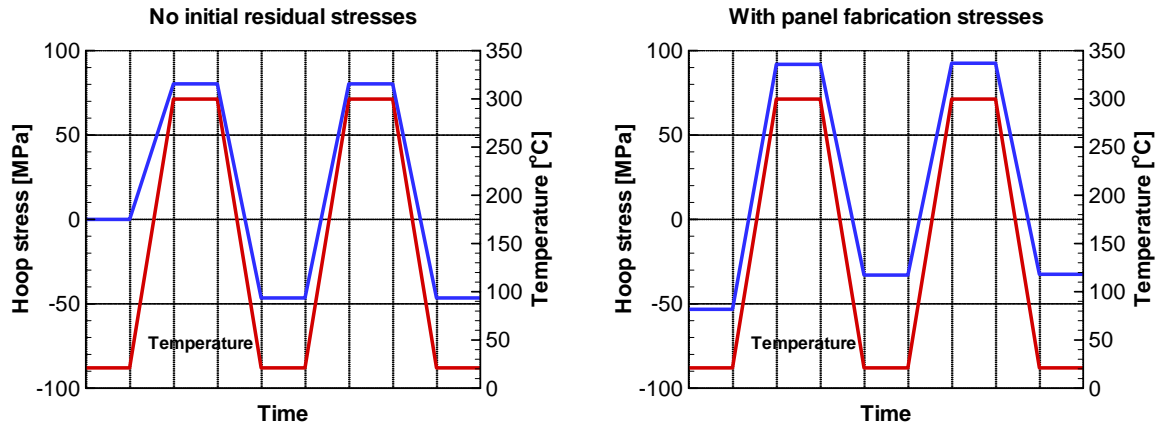 No initial residual stresses
100
50
0
-50
-100
Hoop stress [MPa]
350
300
250
200
150
100
50
0
Temperature [°C]
Temperature
Time
With panel fabrication stresses
100
50
0
-50
-100
Hoop stress [MPa]
350
300
250
200
150
100
50
0
Temperature [°C]
Temperature
Time